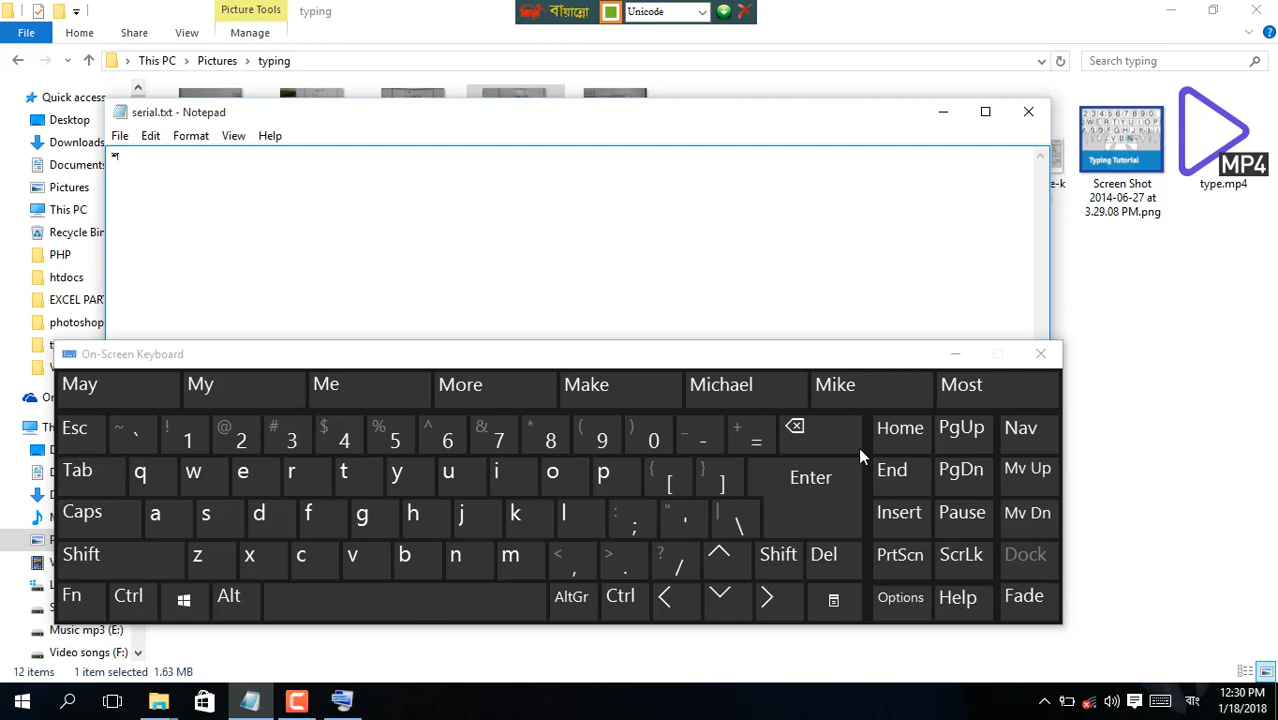 Picture Tools
typing
বায়ান্নো
Unicode
File
Home
Share
View
Manage
This PC
Pictures
typing
Search typing
Quick access
Desktop
Downloads
Documents
Pictures
This PC
Recycle Bin
PHP
htdocs
EXCEL PAR
photoshop
Music mp3 (E:)
Video songs (F:)
serial.txt - Notepad
File Edit Format View Help
Screen Shot
2014-06-27 at
3.29.08 PM.png
Typing Tutorial
MP4
type.mp4
On-Screen Keyboard
May My Me More Make Michael Mike Most
Esc ~ ` ! 1 @ 2 # 3 $ 4 % 5 ^ 6 & 7 * 8 ( 9 ) 0 _ - + = Home PgUp Nav
Tab q w e r t y u i o p { [ } ] Enter End PgDn Mv Up
Caps a s d f g h j k l : ; " ' | \ Insert Pause Mv Dn
Shift z x c v b n m < , > . ? / Shift Del PrtScn ScrLk Dock
Fn Ctrl Alt AltGr Ctrl Options Help Fade
12 items 1 item selected 1.63 MB
বাং
12:30 PM
1/18/2018